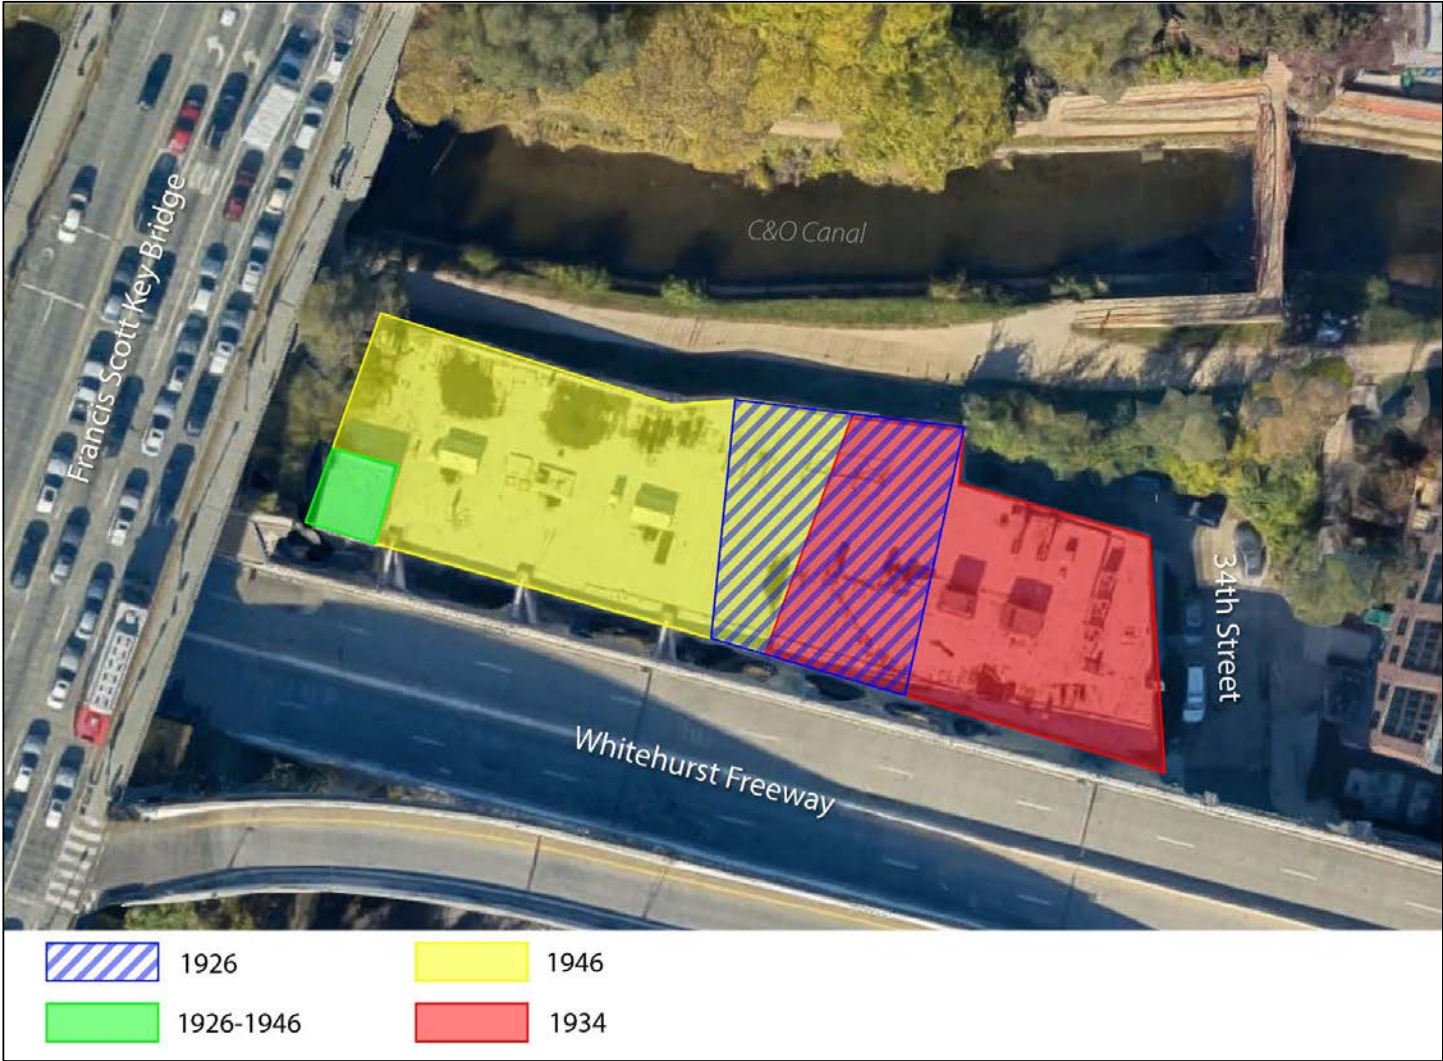 C&O Canal
Francis Scott Key Bridge
34th Street
Whitehurst Freeway
1926
1946
1926-1946
1934